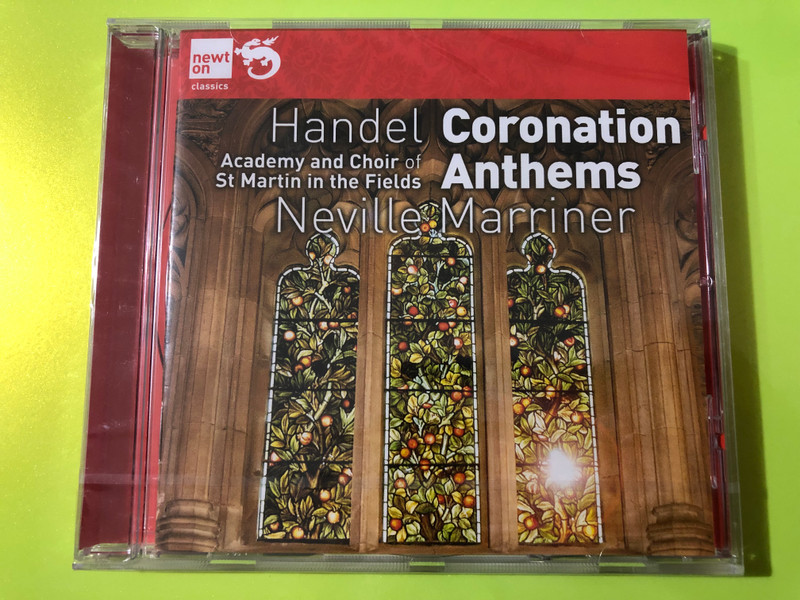 newt
on
classics
Handel Coronation
Academy and Choir of
St Martin in the Fields
Anthems
Neville Marriner